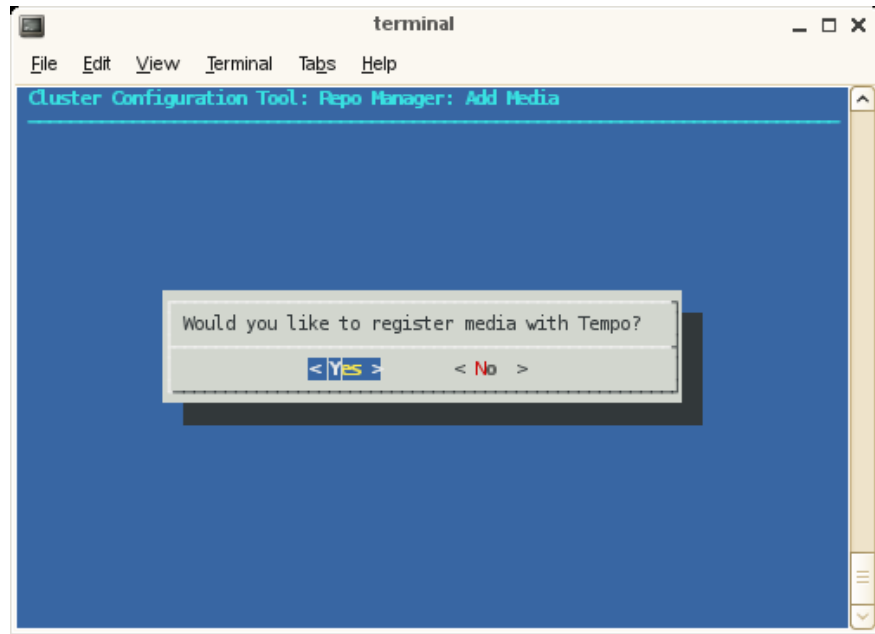 terminal
File Edit View Terminal Tabs Help
Cluster Configuration Tool: Repo Manager: Add Media
Would you like to register media with Tempo?
< Yes > < No >